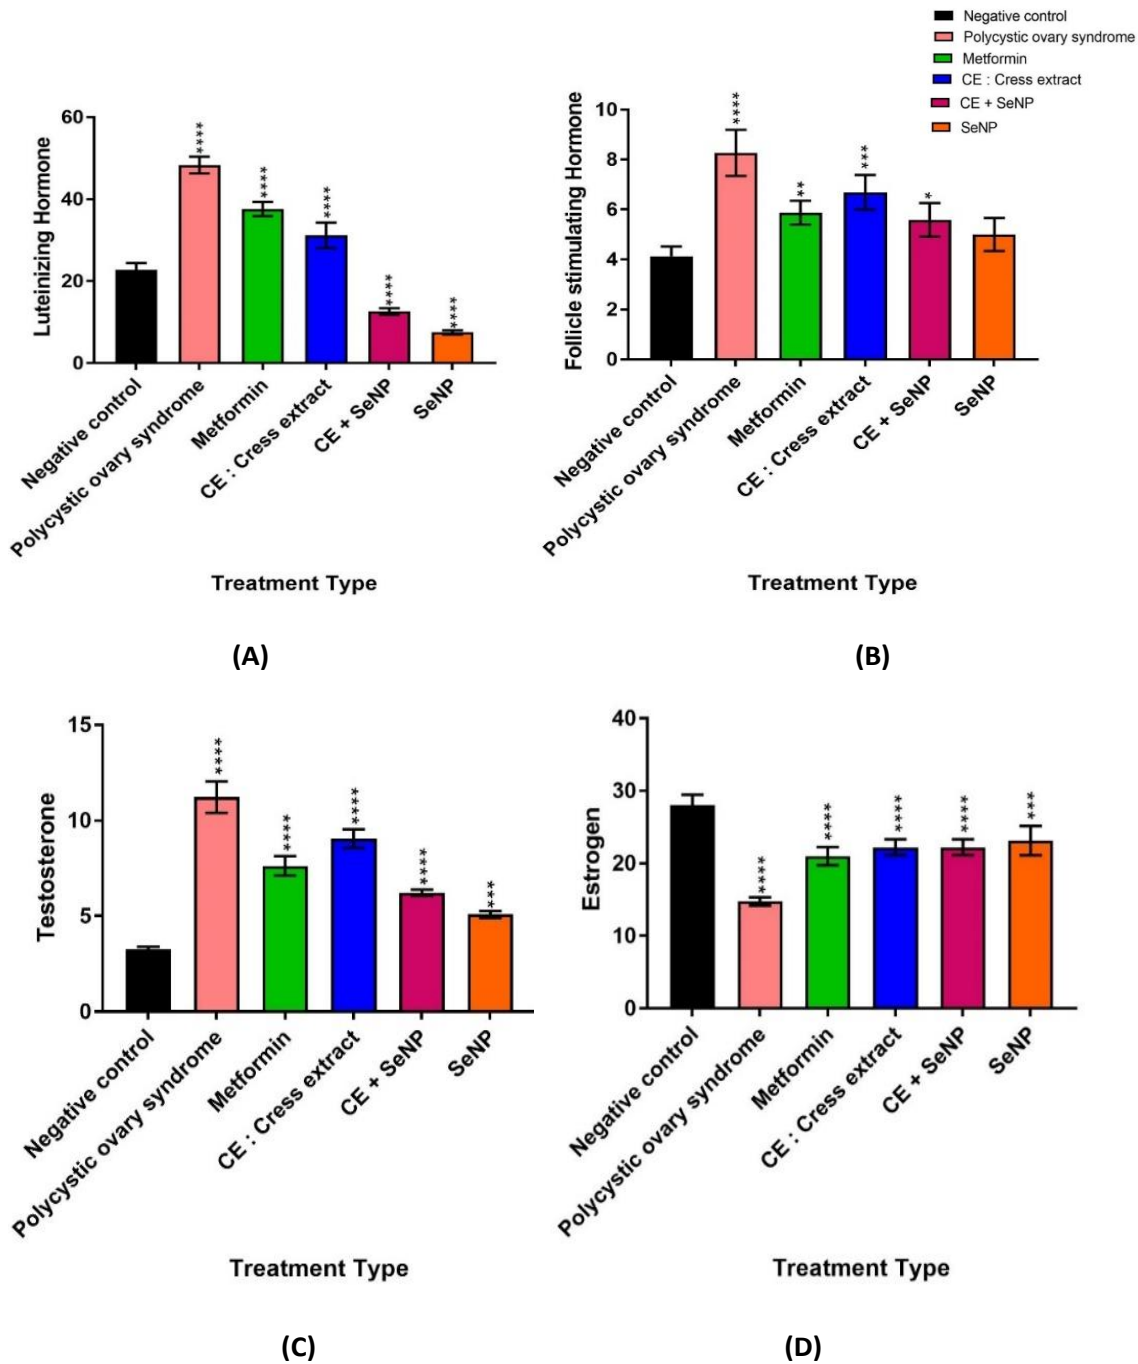 Negative control
Polycystic ovary syndrome
Metformin
CE : Cress extract
CE + SeNP
SeNP
Luteinizing Hormone
60
40
20
0
****
****
****
****
****
Negative control
Polycystic ovary syndrome
Metformin
CE : Cress extract
CE + SeNP
SeNP
Treatment Type
(A)
Follicle stimulating Hormone
10
8
6
4
2
0
****
**
***
*
Negative control
Polycystic ovary syndrome
Metformin
CE : Cress extract
CE + SeNP
SeNP
Treatment Type
(B)
Testosterone
15
10
5
0
****
****
****
****
***
Negative control
Polycystic ovary syndrome
Metformin
CE : Cress extract
CE + SeNP
SeNP
Treatment Type
(C)
Estrogen
40
30
20
10
0
****
****
****
****
***
Negative control
Polycystic ovary syndrome
Metformin
CE : Cress extract
CE + SeNP
SeNP
Treatment Type
(D)